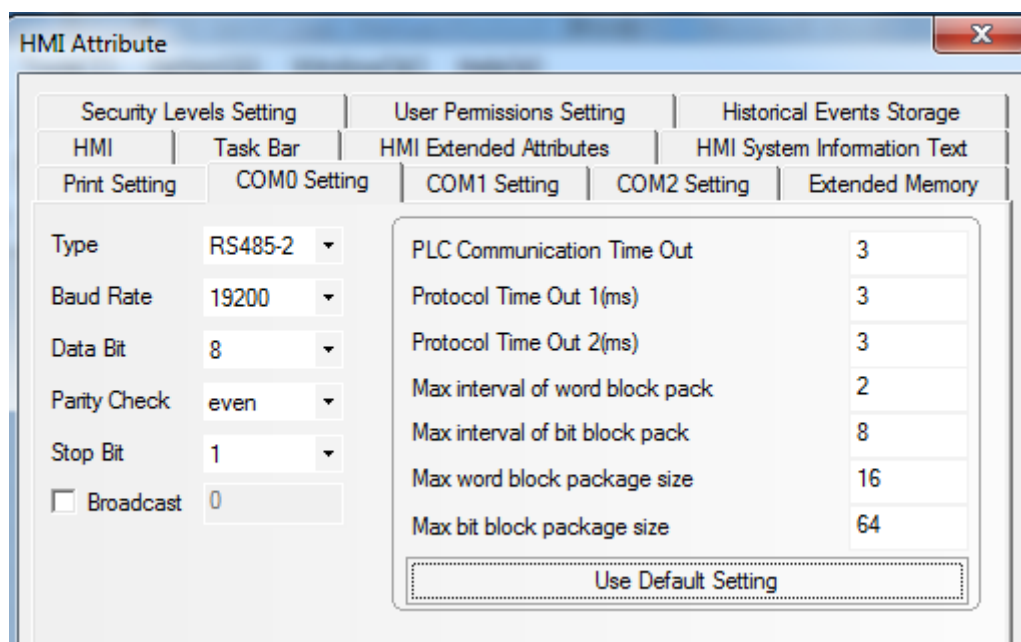 HMI Attribute
Security Levels Setting
User Permissions Setting
Historical Events Storage
HMI
Task Bar
HMI Extended Attributes
HMI System Information Text
Print Setting
COM0 Setting
COM1 Setting
COM2 Setting
Extended Memory
Type RS485-2
Baud Rate 19200
Data Bit 8
Parity Check even
Stop Bit 1
Broadcast 0
PLC Communication Time Out 3
Protocol Time Out 1(ms) 3
Protocol Time Out 2(ms) 3
Max interval of word block pack 2
Max interval of bit block pack 8
Max word block package size 16
Max bit block package size 64
Use Default Setting